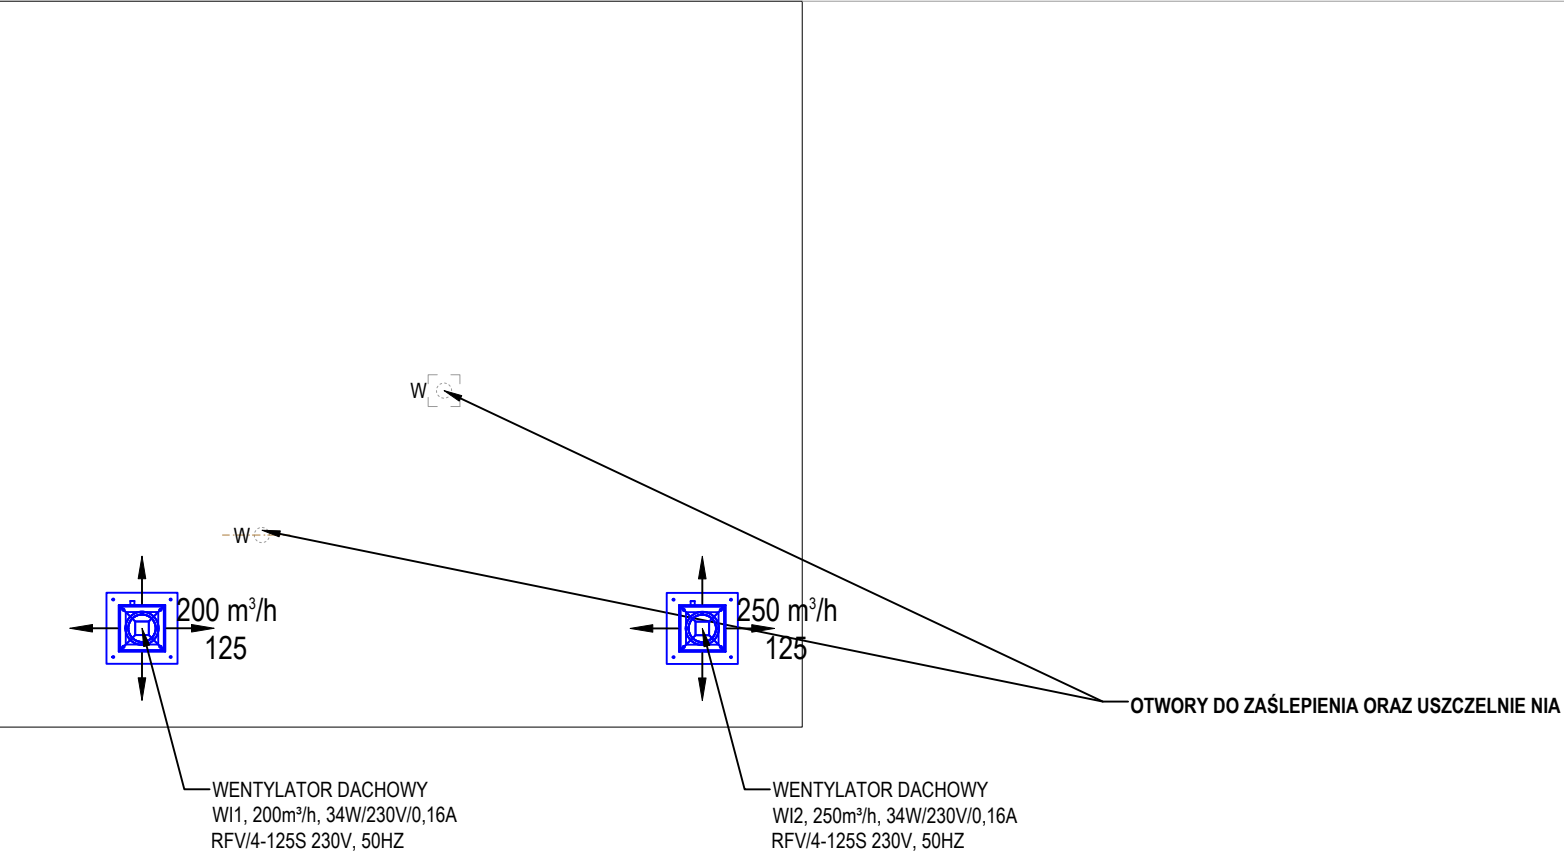 W
W
200 m³/h
125
250 m³/h
125
OTWORY DO ZAŚLEPIENIA ORAZ USZCZELNIE NIA
WENTYLATOR DACHOWY
WI1, 200m³/h, 34W/230V/0,16A
RFV/4-125S 230V, 50HZ
WENTYLATOR DACHOWY
WI2, 250m³/h, 34W/230V/0,16A
RFV/4-125S 230V, 50HZ